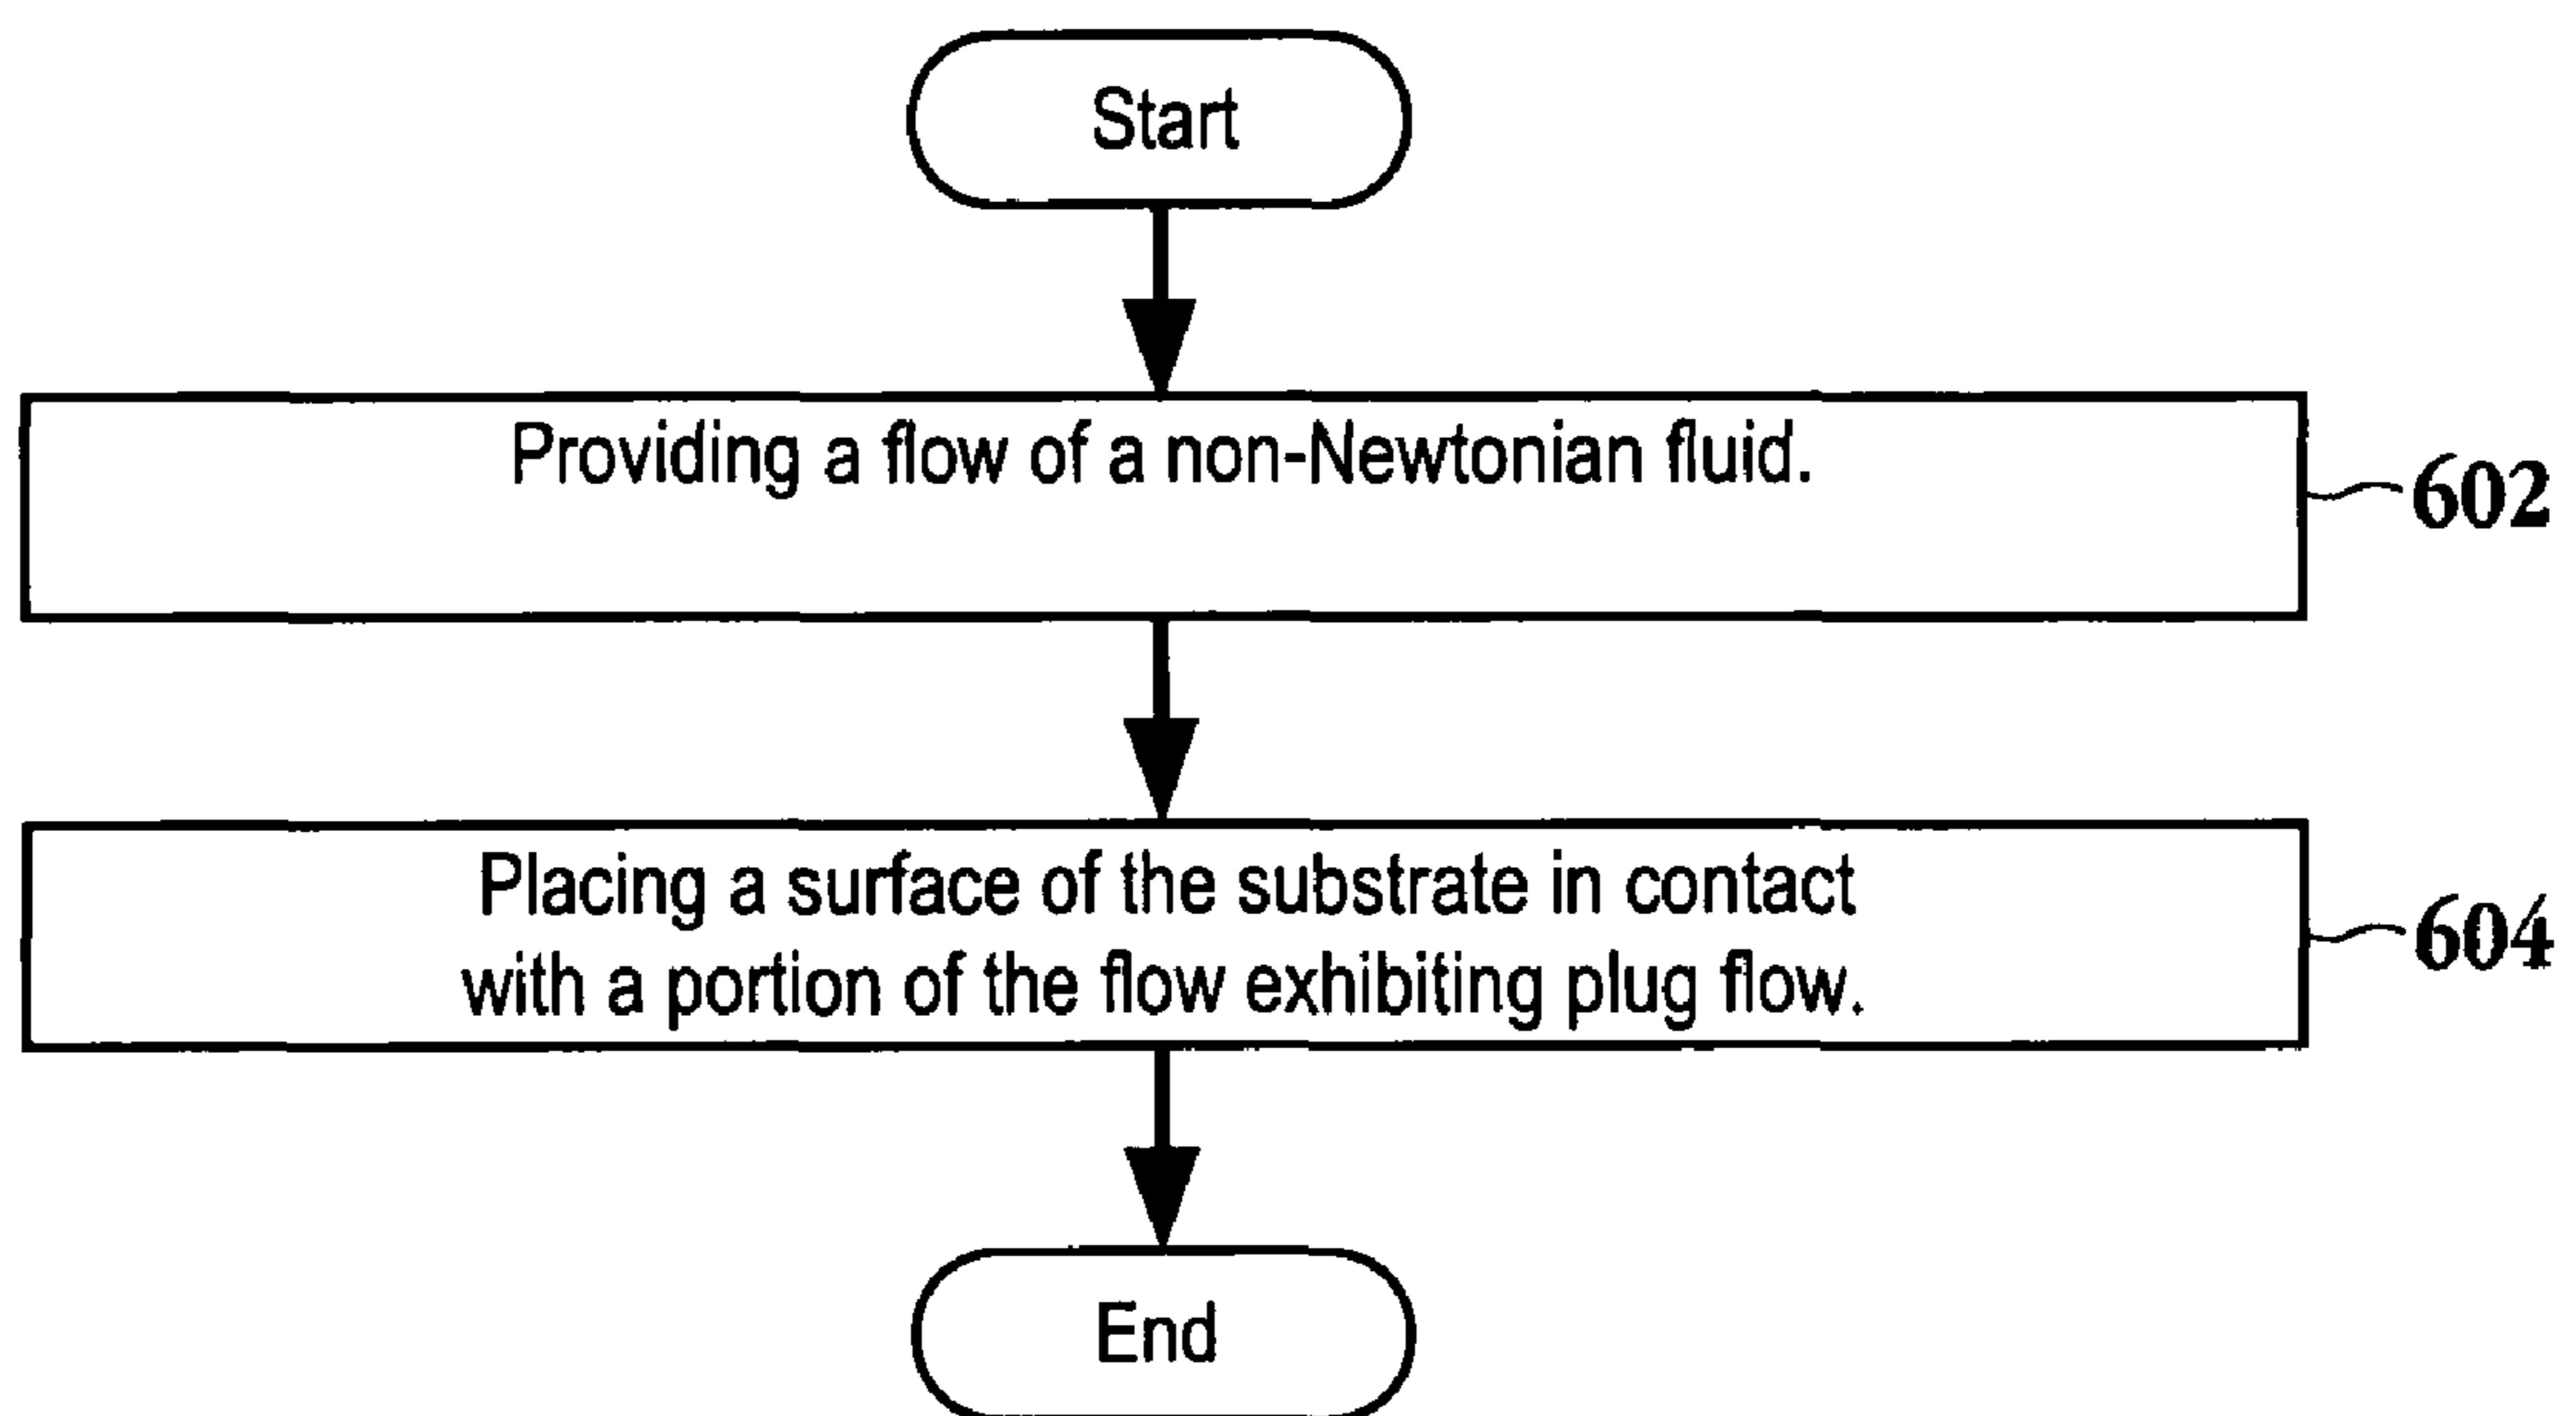 Start
Providing a flow of a non-Newtonian fluid.
602
Placing a surface of the substrate in contact
with a portion of the flow exhibiting plug flow.
604
End